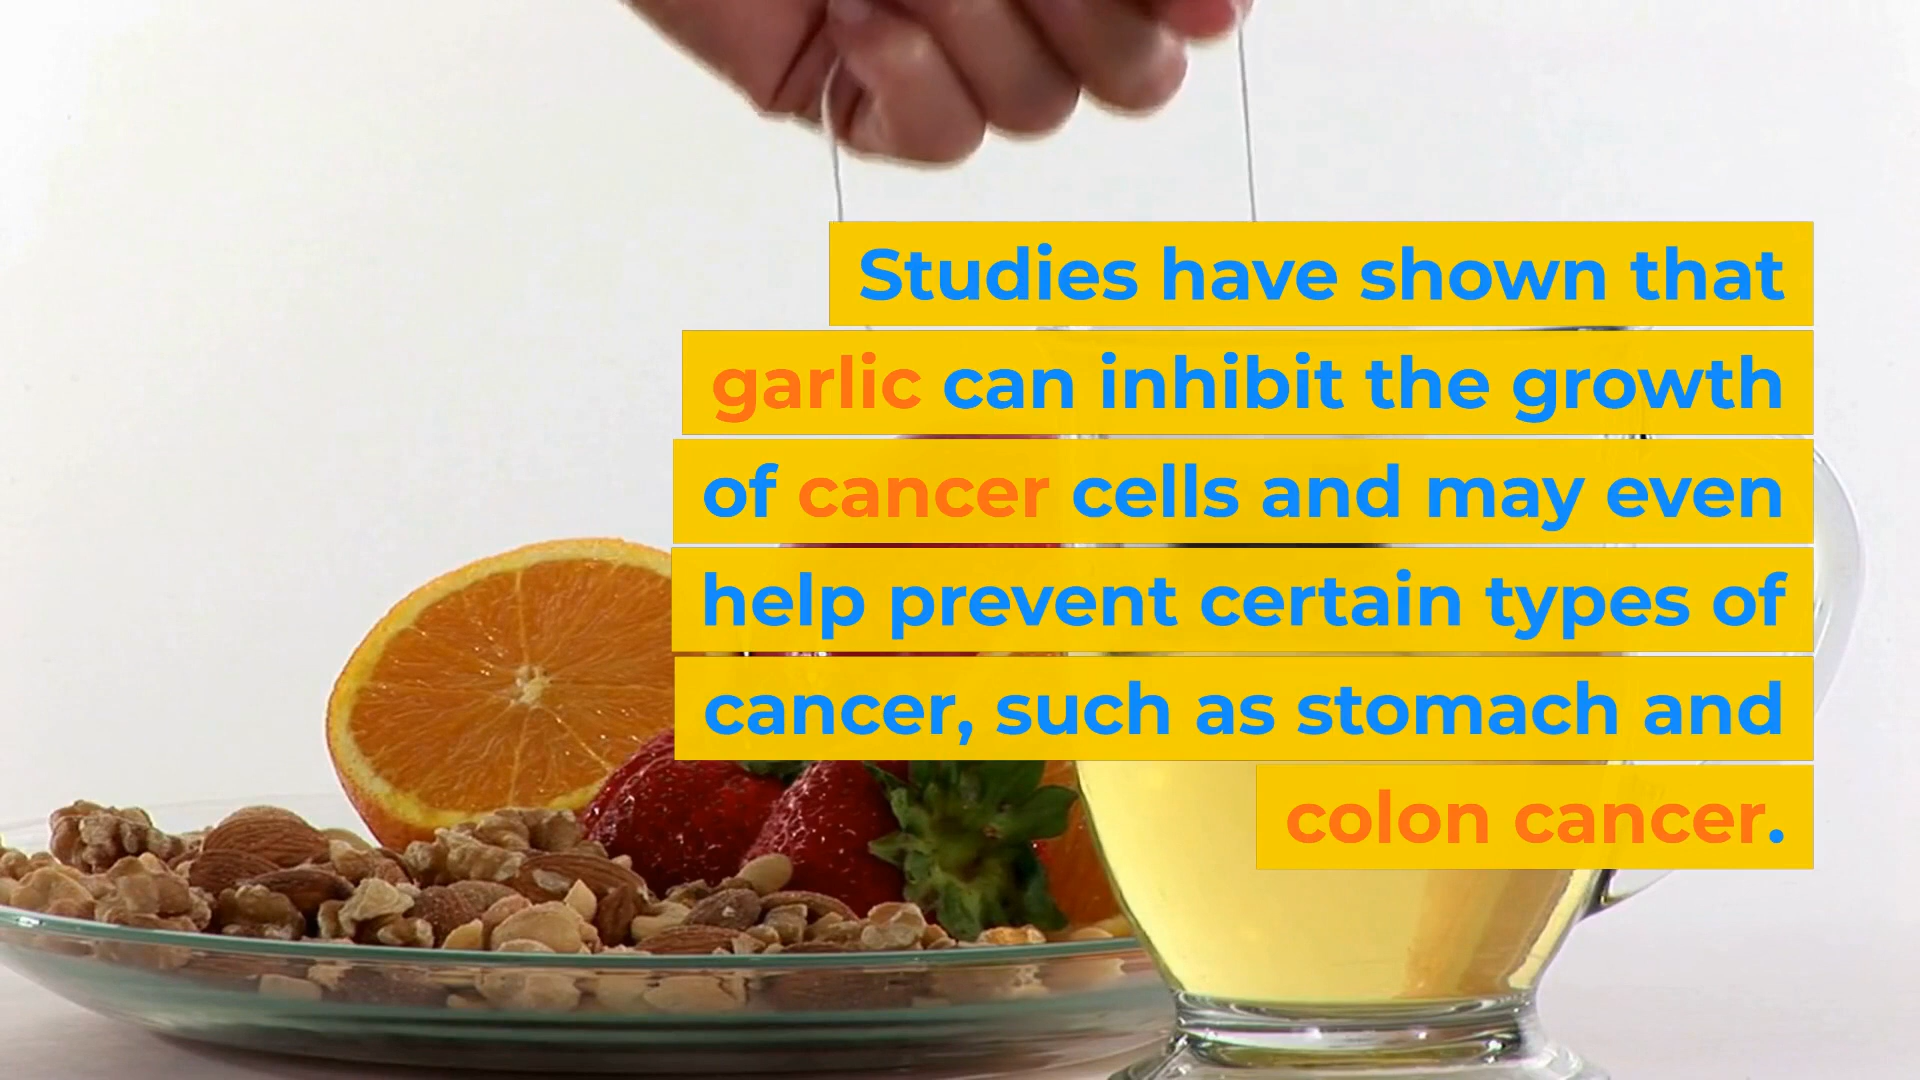 Studies have shown that
garlic can inhibit the growth
of cancer cells and may even
help prevent certain types of
cancer, such as stomach and
colon cancer.